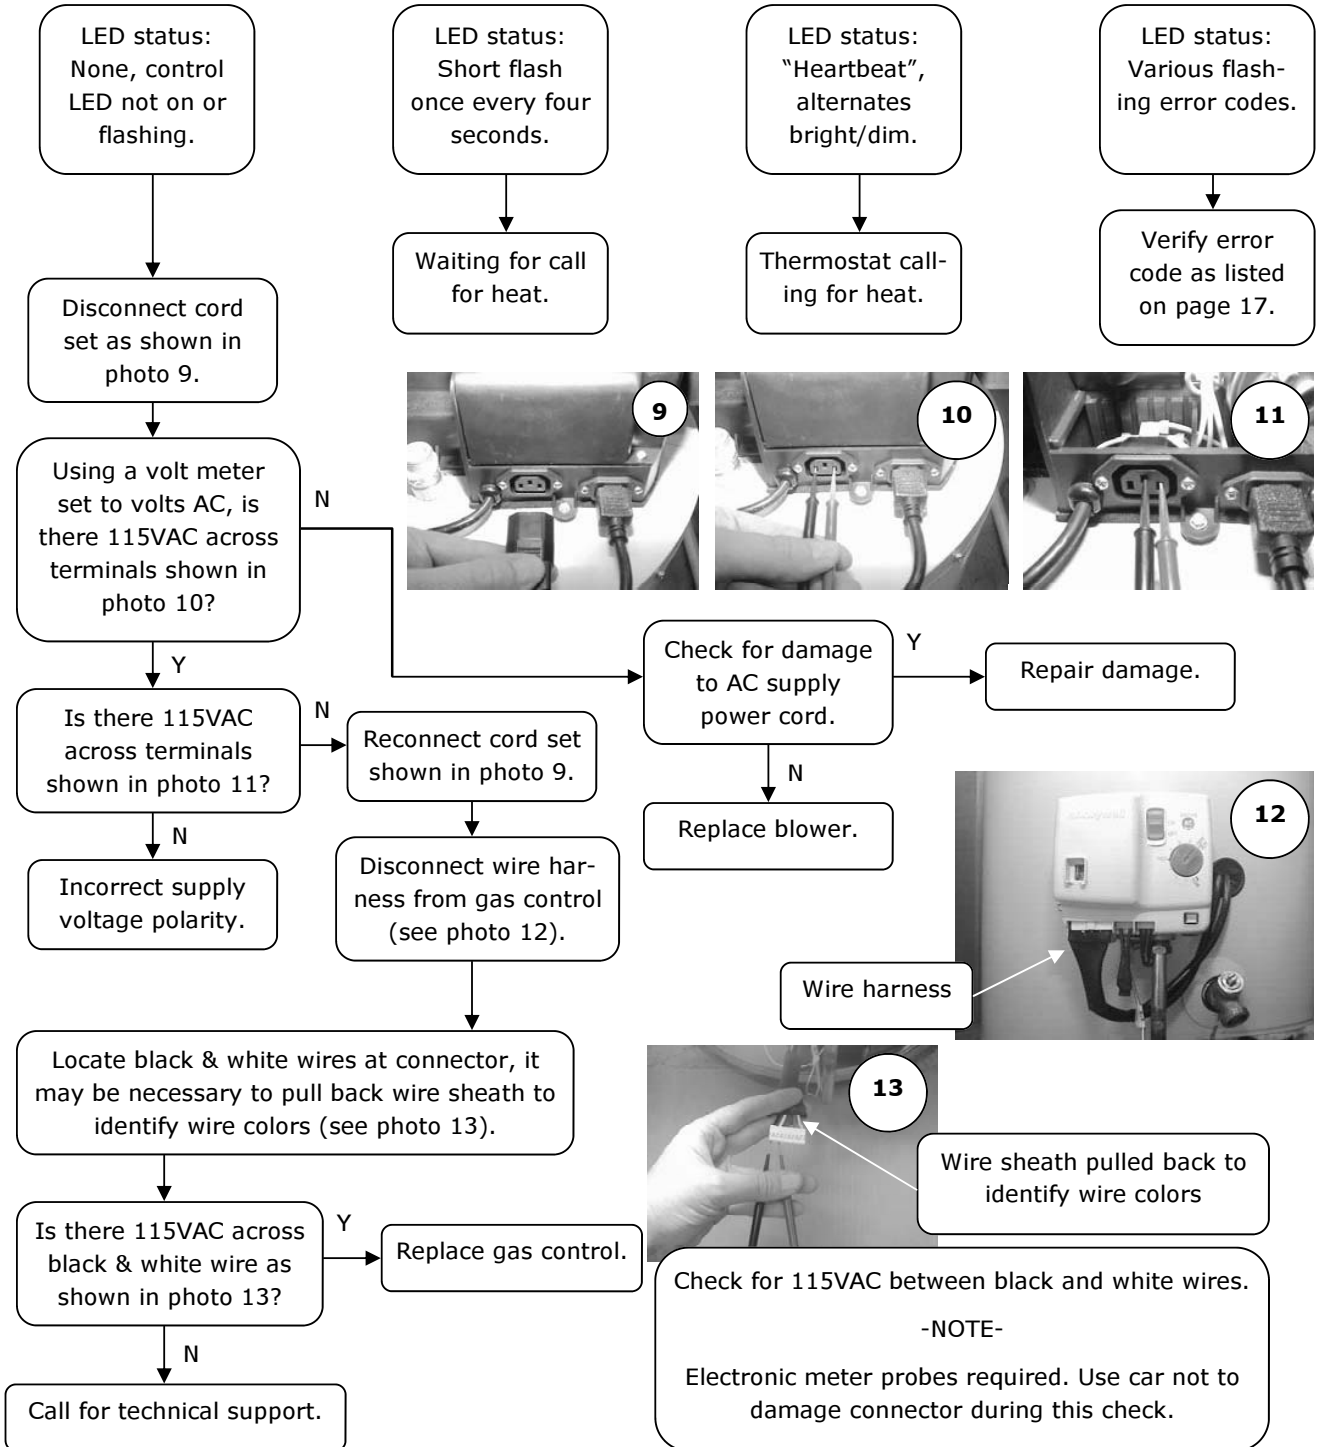 LED status:
None, control
LED not on or
flashing.
LED status:
Short flash
once every four
seconds.
LED status:
“Heartbeat”,
alternates
bright/dim.
LED status:
Various flash-
ing error codes.
Waiting for call
for heat.
Thermostat call-
ing for heat.
Verify error
code as listed
on page 17.
Disconnect cord
set as shown in
photo 9.
9
10
11
Using a volt meter
set to volts AC, is
there 115VAC across
terminals shown in
photo 10?
N
Y
Check for damage
to AC supply
power cord.
Y
Repair damage.
N
Replace blower.
Is there 115VAC
across terminals
shown in photo 11?
N
Reconnect cord set
shown in photo 9.
N
Incorrect supply
voltage polarity.
Disconnect wire har-
ness from gas control
(see photo 12).
12
Wire harness
Locate black & white wires at connector, it
may be necessary to pull back wire sheath to
identify wire colors (see photo 13).
13
Wire sheath pulled back to
identify wire colors
Is there 115VAC across
black & white wire as
shown in photo 13?
Y
Replace gas control.
N
Call for technical support.
Check for 115VAC between black and white wires.
-NOTE-
Electronic meter probes required. Use car not to
damage connector during this check.